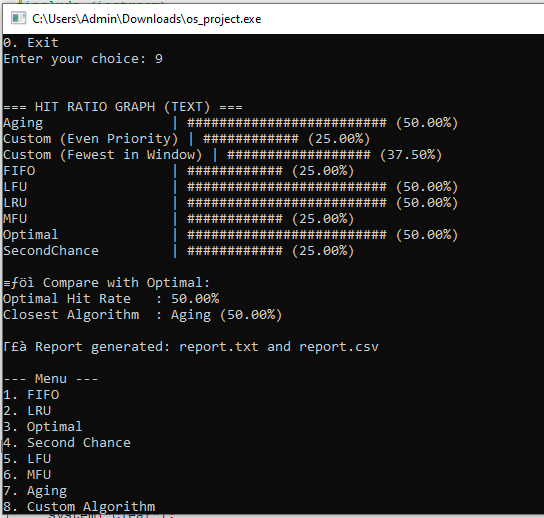 C:\Users\Admin\Downloads\os_project.exe
0. Exit
Enter your choice: 9
=== HIT RATIO GRAPH (TEXT) ===
Aging                | ######################### (50.00%)
Custom (Even Priority) | ############ (25.00%)
Custom (Fewest in Window) | ################## (37.50%)
FIFO                 | ############ (25.00%)
LFU                  | ######################### (50.00%)
LRU                  | ######################### (50.00%)
MFU                  | ############ (25.00%)
Optimal              | ######################### (50.00%)
SecondChance         | ############ (25.00%)
≡ƒöì Compare with Optimal:
Optimal Hit Rate   : 50.00%
Closest Algorithm  : Aging (50.00%)
Γ£à Report generated: report.txt and report.csv
--- Menu ---
1. FIFO
2. LRU
3. Optimal
4. Second Chance
5. LFU
6. MFU
7. Aging
8. Custom Algorithm